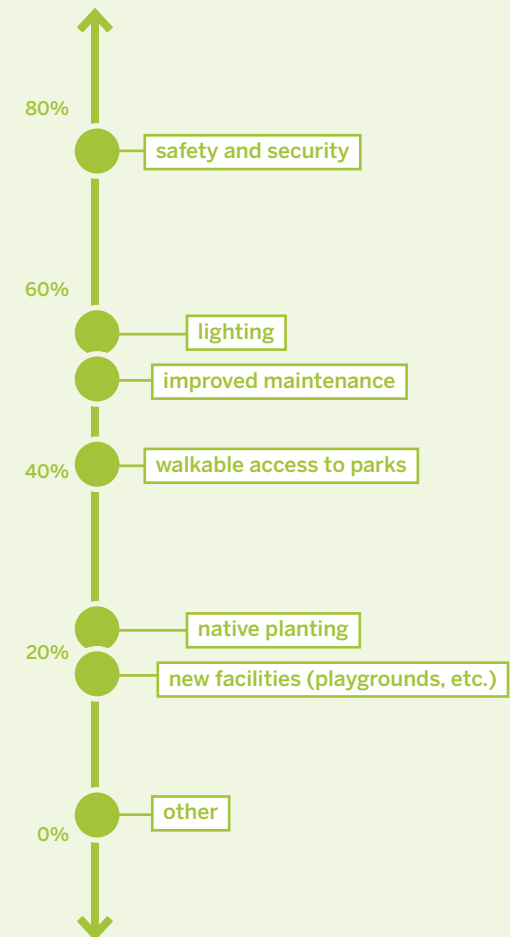 80%
safety and security
60%
lighting
improved maintenance
walkable access to parks
40%
native planting
20%
new facilities (playgrounds, etc.)
other
0%